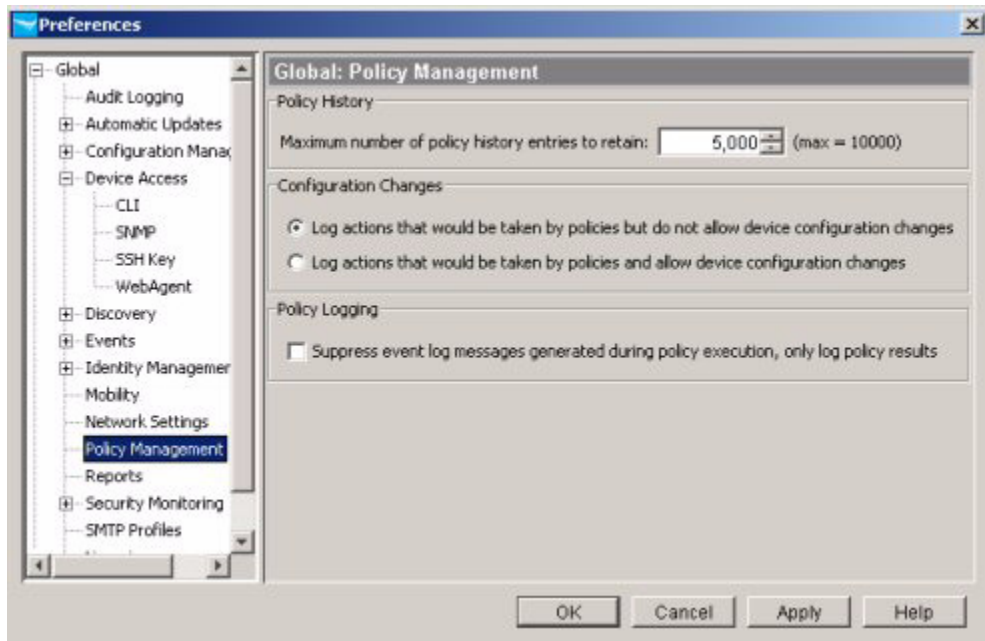 Preferences
Global
Audit Logging
Automatic Updates
Configuration Manag
Device Access
CLI
SNMP
SSH Key
WebAgent
Discovery
Events
Identity Managemer
Mobility
Network Settings
Policy Management
Reports
Security Monitoring
SMTP Profiles
Global: Policy Management
Policy History
Maximum number of policy history entries to retain: 5,000 (max = 10000)
Configuration Changes
Log actions that would be taken by policies but do not allow device configuration changes
Log actions that would be taken by policies and allow device configuration changes
Policy Logging
Suppress event log messages generated during policy execution, only log policy results
OK Cancel Apply Help